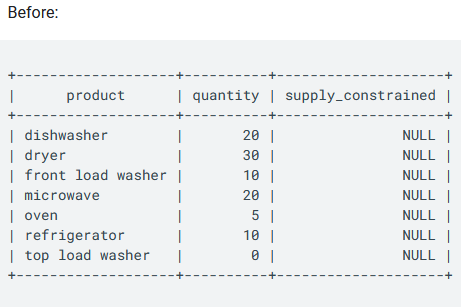 Before:
+--------------------+----------+--------------------+
|      product       | quantity | supply_constrained |
+--------------------+----------+--------------------+
| dishwasher         |       20 |               NULL |
| dryer              |       30 |               NULL |
| front load washer  |       10 |               NULL |
| microwave          |       20 |               NULL |
| oven               |        5 |               NULL |
| refrigerator       |       10 |               NULL |
| top load washer    |        0 |               NULL |
+--------------------+----------+--------------------+